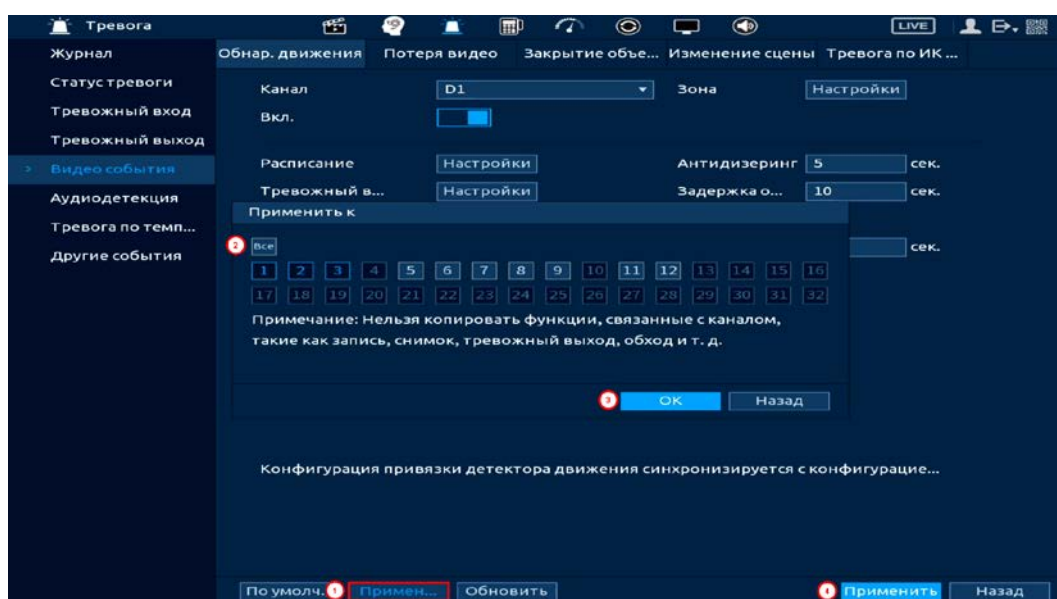 Тревога LIVE
Журнал
Статус тревоги
Тревожный вход
Тревожный выход
Видео события
Аудиодетекция
Тревога по темп...
Другие события
Обнар. движения Потеря видео Закрытие объе... Изменение сцены Тревога по ИК ...
Канал D1 Зона Настройки
Вкл.
Расписание Настройки Антидизеринг 5 сек.
Тревожный в... Настройки Задержка о... 10 сек.
Применить к
сек.
2 Все
1 2 3 4 5 6 7 8 9 10 11 12 13 14 15 16
17 18 19 20 21 22 23 24 25 26 27 28 29 30 31 32
Примечание: Нельзя копировать функции, связанные с каналом,
такие как запись, снимок, тревожный выход, обход и т. д.
3 OK Назад
Конфигурация привязки детектора движения синхронизируется с конфигурацие...
По умолч. 1 Примен... Обновить 4 Применить Назад